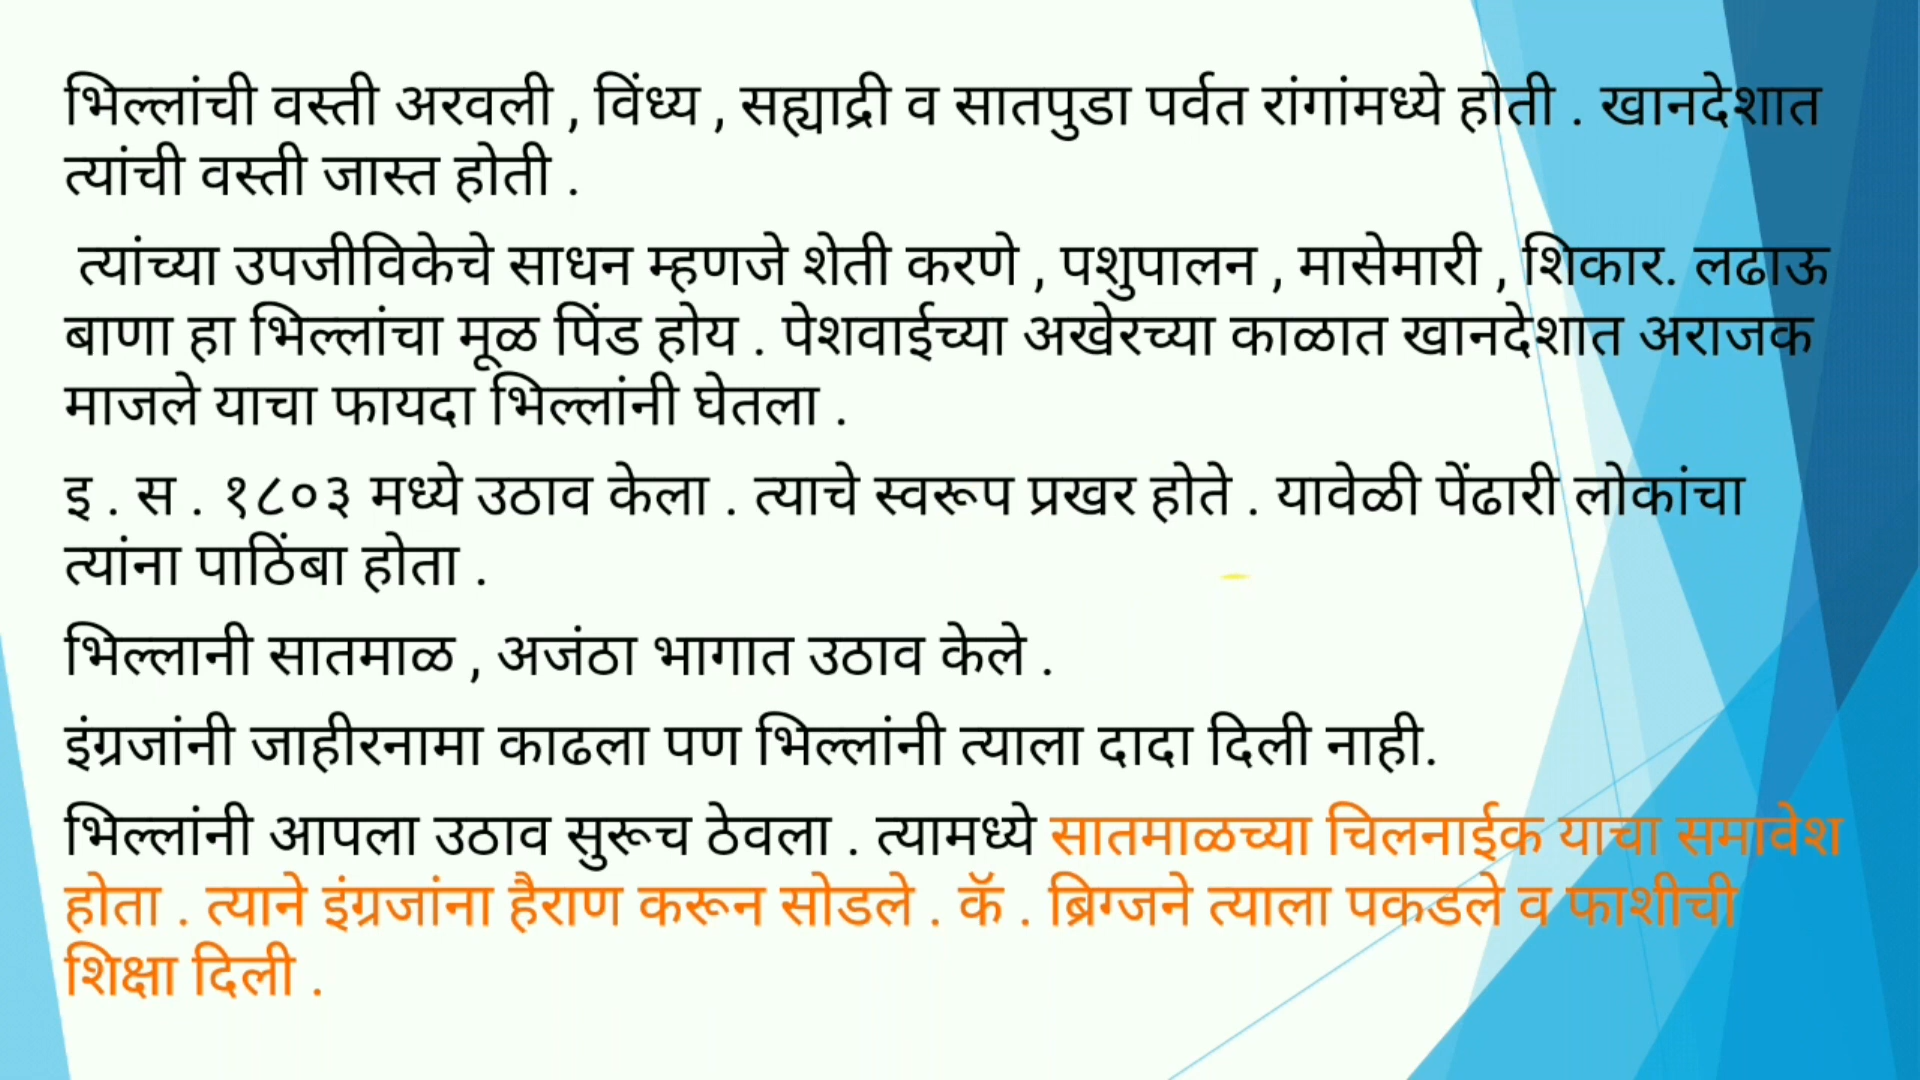 भिल्लांची वस्ती अरवली , विंध्य , सह्याद्री व सातपुडा पर्वत रांगांमध्ये होती . खानदेशात
त्यांची वस्ती जास्त होती .
त्यांच्या उपजीविकेचे साधन म्हणजे शेती करणे , पशुपालन , मासेमारी , शिकार. लढाऊ
बाणा हा भिल्लांचा मूळ पिंड होय . पेशवाईच्या अखेरच्या काळात खानदेशात अराजक
माजले याचा फायदा भिल्लांनी घेतला .
इ . स . १८०३ मध्ये उठाव केला . त्याचे स्वरूप प्रखर होते . यावेळी पेंढारी लोकांचा
त्यांना पाठिंबा होता .
भिल्लानी सातमाळ , अजंठा भागात उठाव केले .
इंग्रजांनी जाहीरनामा काढला पण भिल्लांनी त्याला दादा दिली नाही.
भिल्लांनी आपला उठाव सुरूच ठेवला . त्यामध्ये सातमाळच्या चिलनाईक याचा समावेश
होता . त्याने इंग्रजांना हैराण करून सोडले . कॅ . ब्रिग्जने त्याला पकडले व फाशीची
शिक्षा दिली .